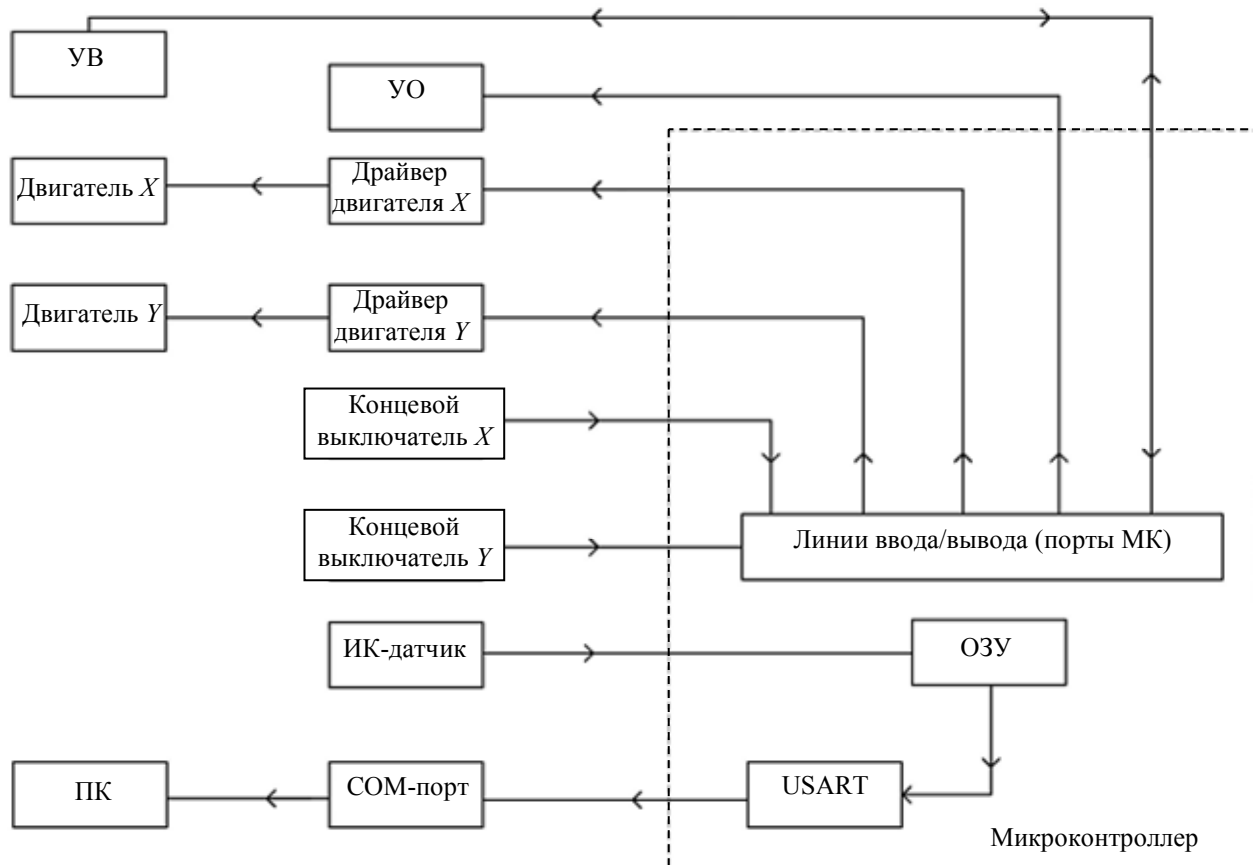 УВ
УО
Двигатель X
Драйвер
двигателя X
Двигатель Y
Драйвер
двигателя Y
Концевой
выключатель X
Концевой
выключатель Y
Линии ввода/вывода (порты МК)
ИК-датчик
ОЗУ
ПК
COM-порт
USART
Микроконтроллер